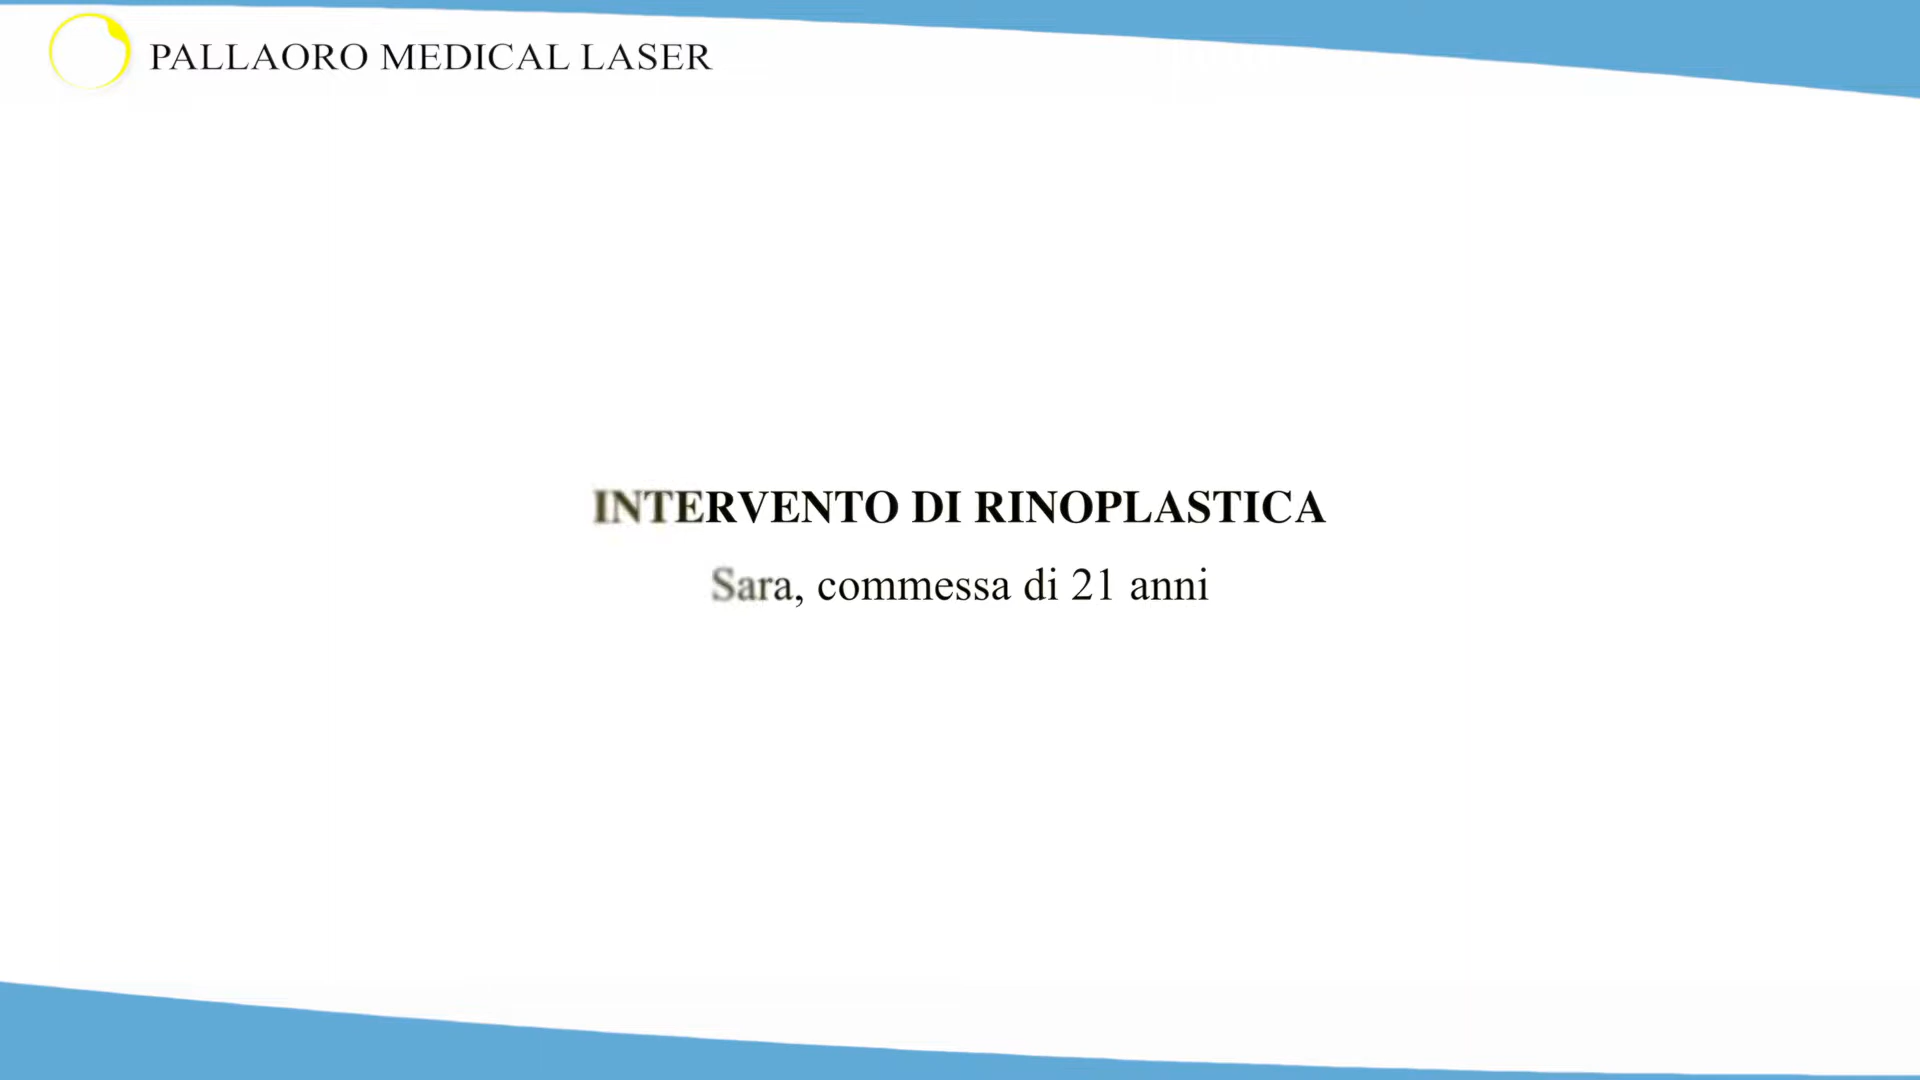 PALLAORO MEDICAL LASER
INTERVENTO DI RINOPLASTICA
Sara, commessa di 21 anni